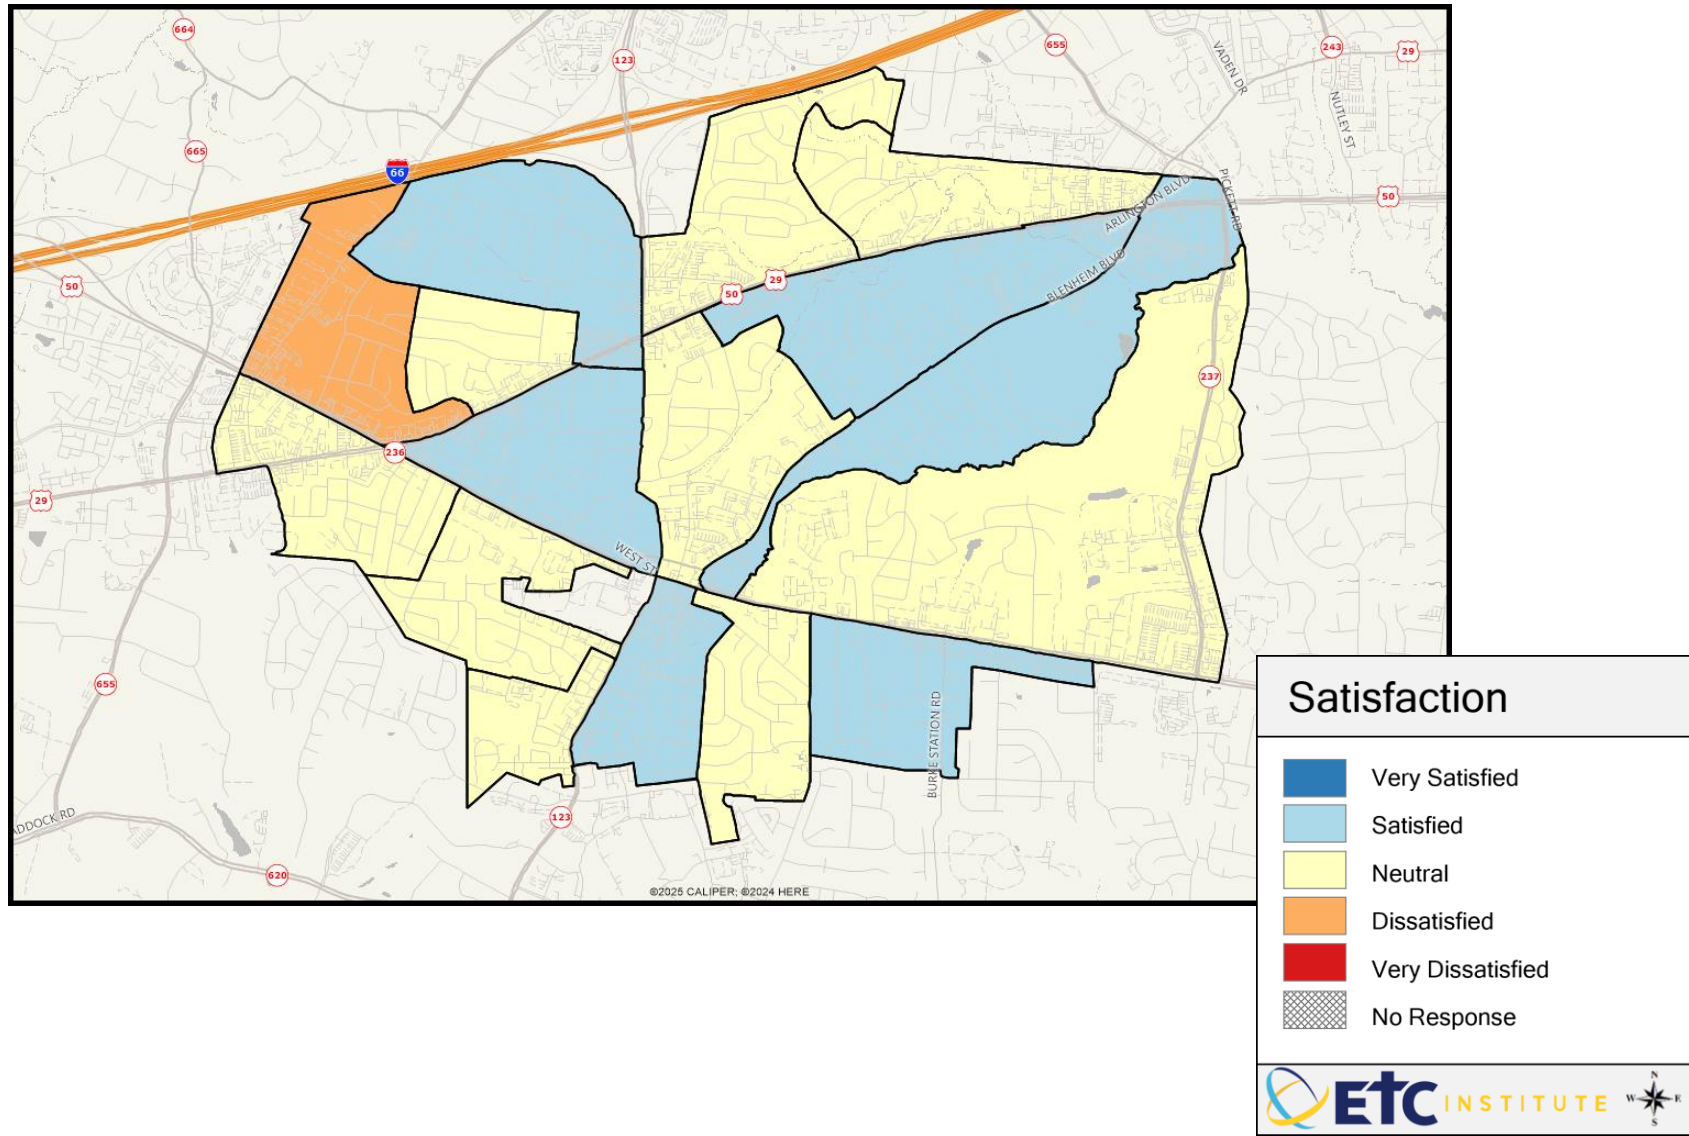 664
123
655
VADEN DR
243
29
NUTLEY ST
665
66
PICKETT RD
50
ARLINGTON BLVD
50
29
50
BLENHEIM BLVD
237
236
29
WEST ST
655
BURKE STATION RD
123
ADDOCK RD
620
©2025 CALIPER; ©2024 HERE
Satisfaction
Very Satisfied
Satisfied
Neutral
Dissatisfied
Very Dissatisfied
No Response
ETC INSTITUTE
N
W E
S